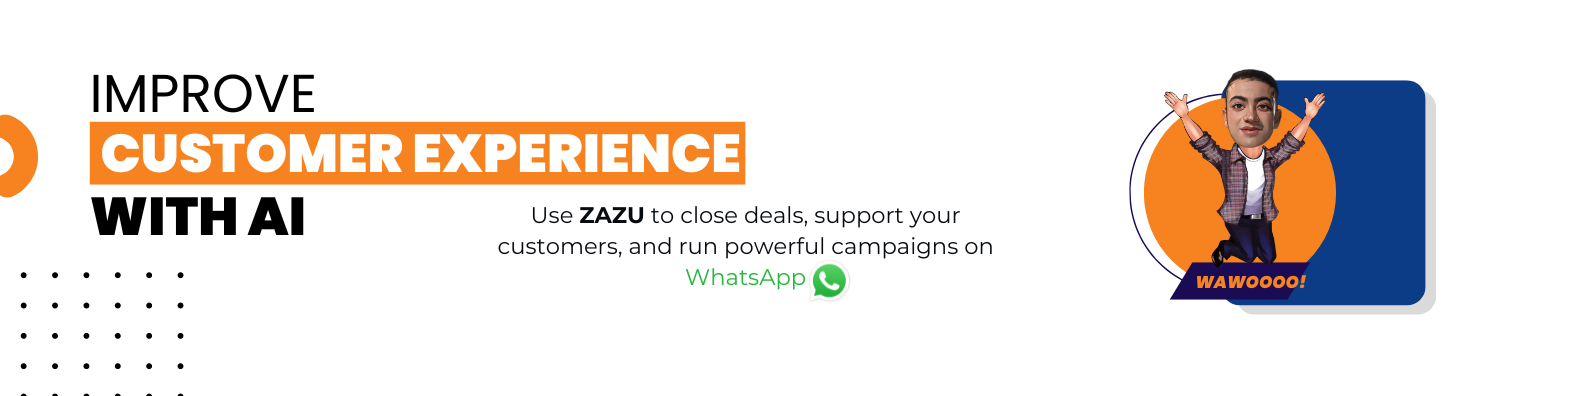 IMPROVE
CUSTOMER EXPERIENCE
WITH AI
Use ZAZU to close deals, support your
customers, and run powerful campaigns on
WhatsApp
WAWOOOO!